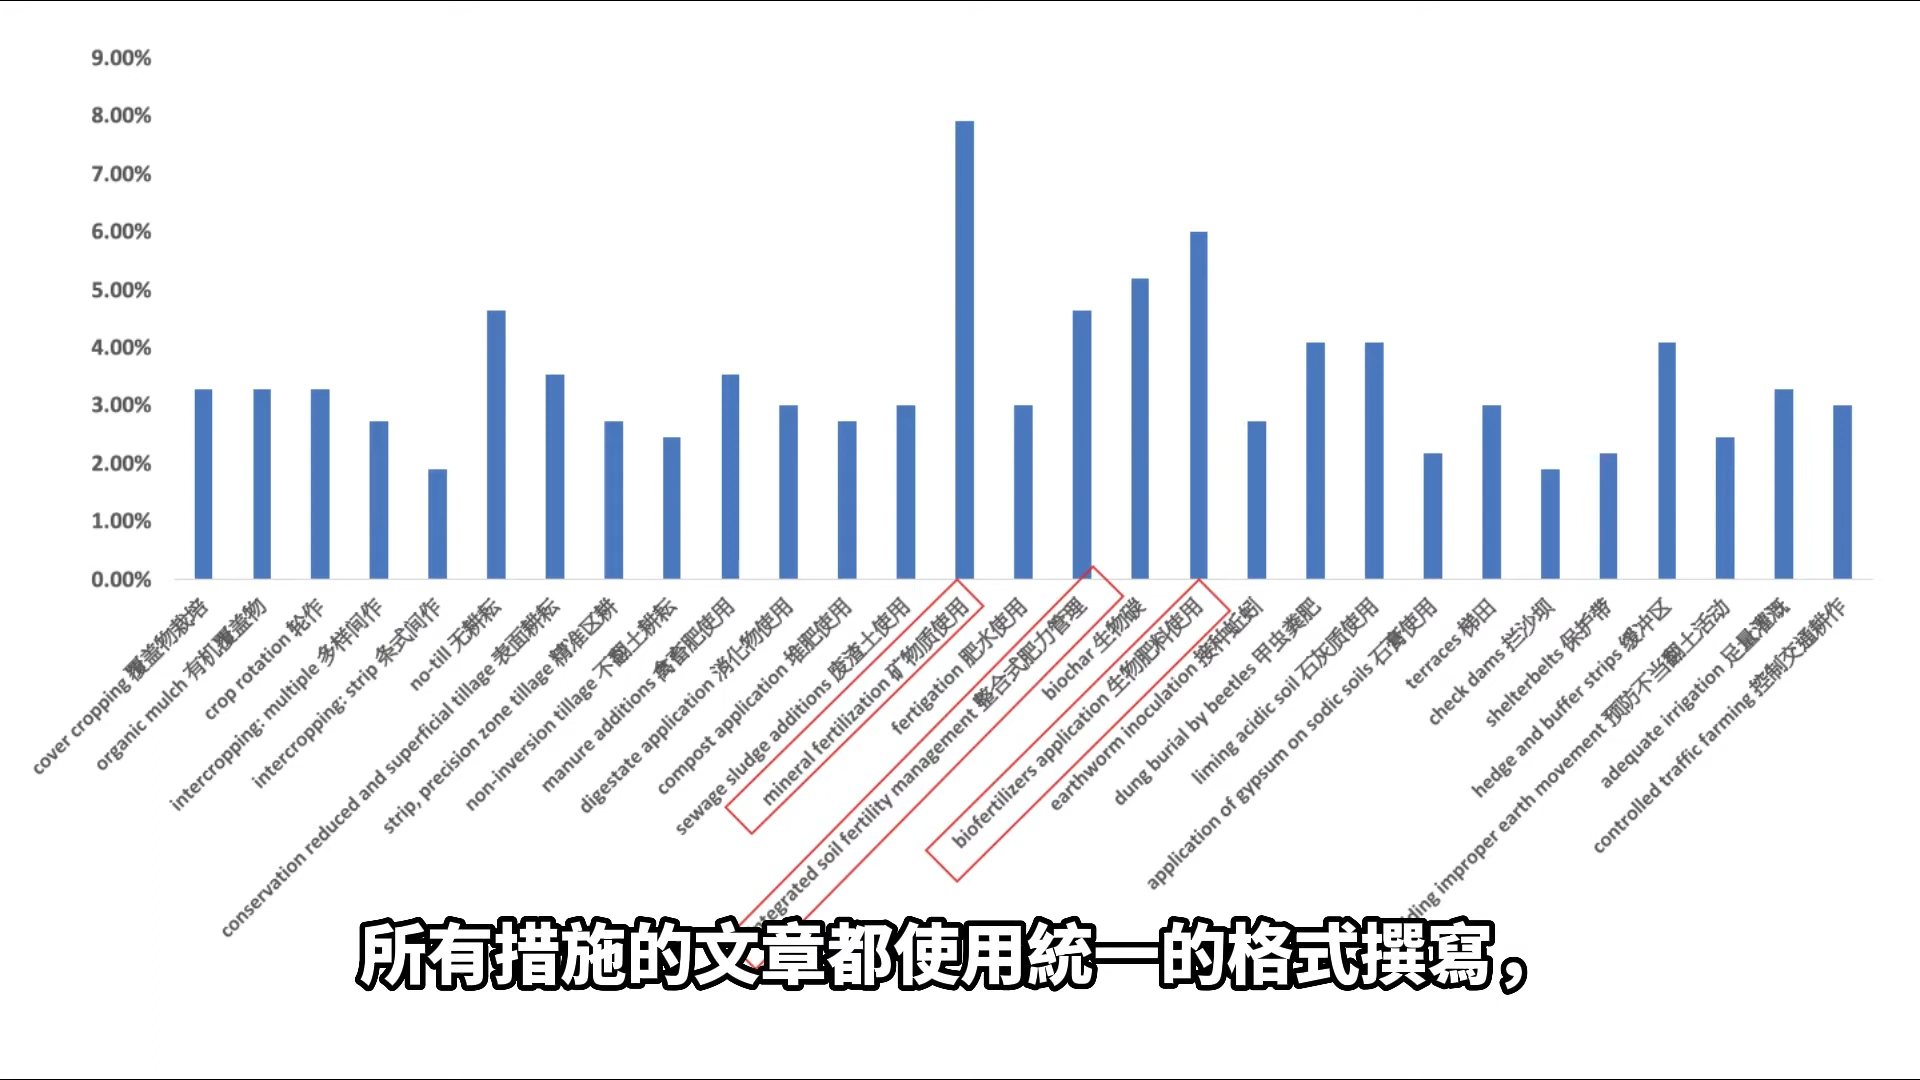 9.00%
8.00%
7.00%
6.00%
5.00%
4.00%
3.00%
2.00%
1.00%
0.00%
cover cropping 覆盖物栽培
organic mulch 有机覆盖物
crop rotation 轮作
intercropping: multiple 多样间作
intercropping: strip 条式间作
no-till 无耕耘
conservation reduced and superficial tillage 表面耕耘
strip, precision zone tillage 精准区耕
non-inversion tillage 不翻土耕耘
manure additions 禽畜肥使用
digestate application 消化物使用
compost application 堆肥使用
sewage sludge additions 废渣土使用
mineral fertilization 矿物质使用
fertigation 肥水使用
integrated soil fertility management 整合式肥力管理
biochar 生物碳
biofertilizers application 生物肥料使用
earthworm inoculation 接种蚯蚓
dung burial by beetles 甲虫粪肥
liming acidic soil 石灰质使用
application of gypsum on sodic soils 石膏使用
terraces 梯田
check dams 拦沙坝
shelterbelts 保护带
hedge and buffer strips 缓冲区
improper earth movement 预防不当翻土活动
adequate irrigation 足量灌溉
controlled traffic farming 控制交通耕作
所有措施的文章都使用統一的格式撰寫，